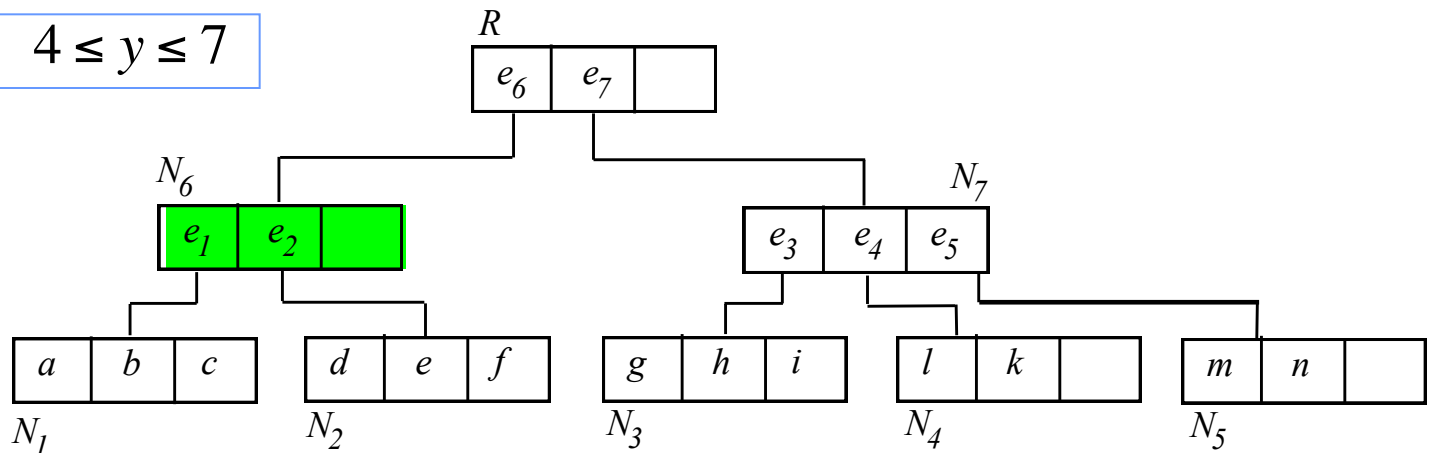 4 ≤ y ≤ 7
R
e6 e7
N6 N7
e1 e2 e3 e4 e5
a b c d e f g h i l k m n
N1 N2 N3 N4 N5